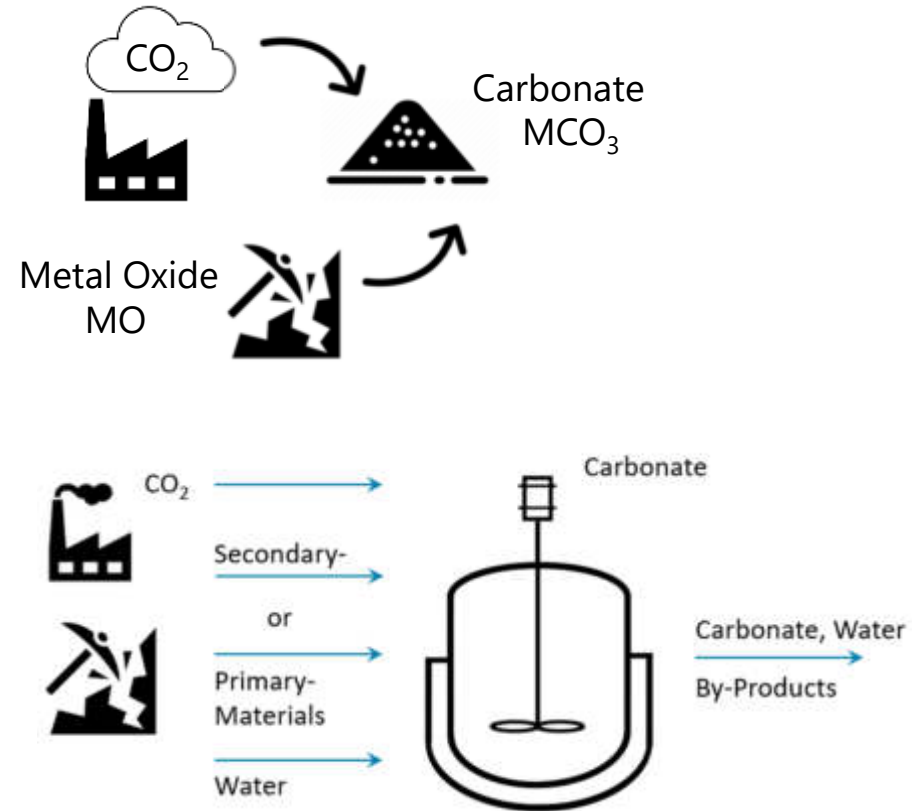 CO₂
Carbonate
MCO₃
Metal Oxide
MO
CO₂
Carbonate
Secondary-
or
Primary-
Materials
Water
Carbonate, Water
By-Products